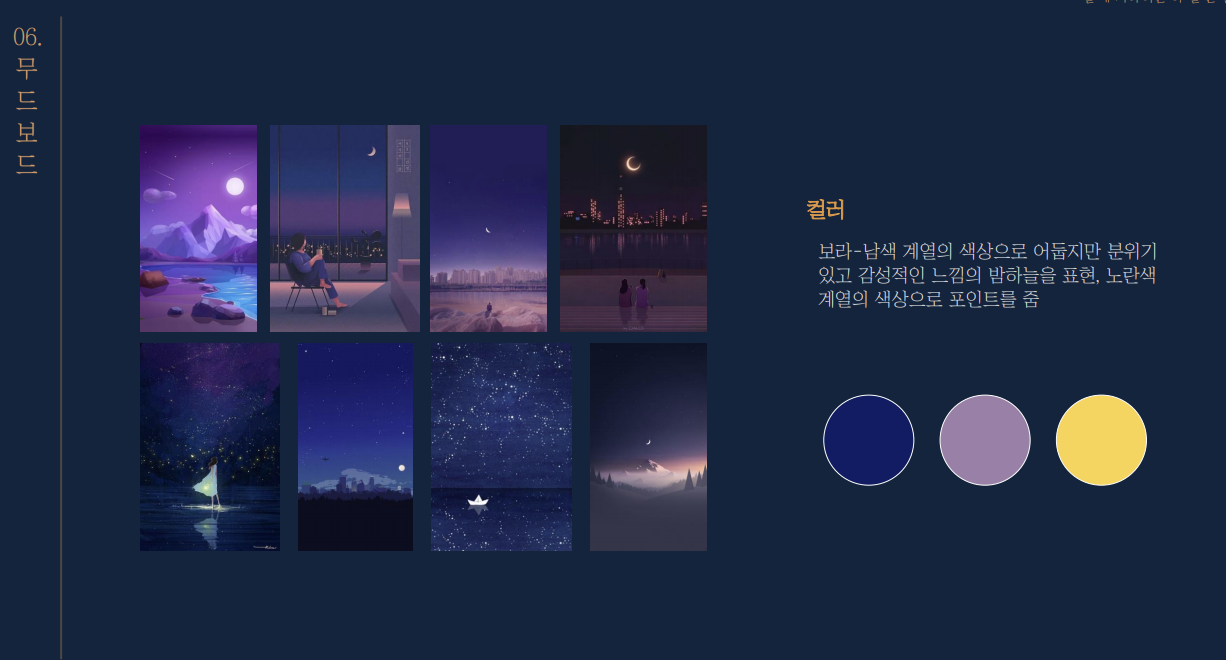 06.
무
드
보
드
컬러
보라-남색 계열의 색상으로 어둡지만 분위기
있고 감성적인 느낌의 밤하늘을 표현, 노란색
계열의 색상으로 포인트를 줌